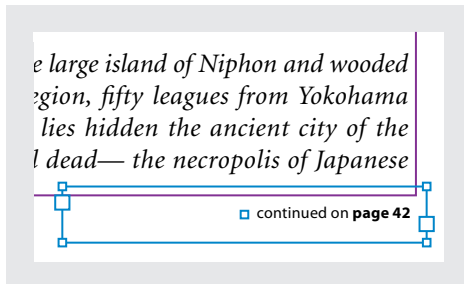 e large island of Niphon and wooded
egion, fifty leagues from Yokohama
lies hidden the ancient city of the
d dead— the necropolis of Japanese
continued on page 42